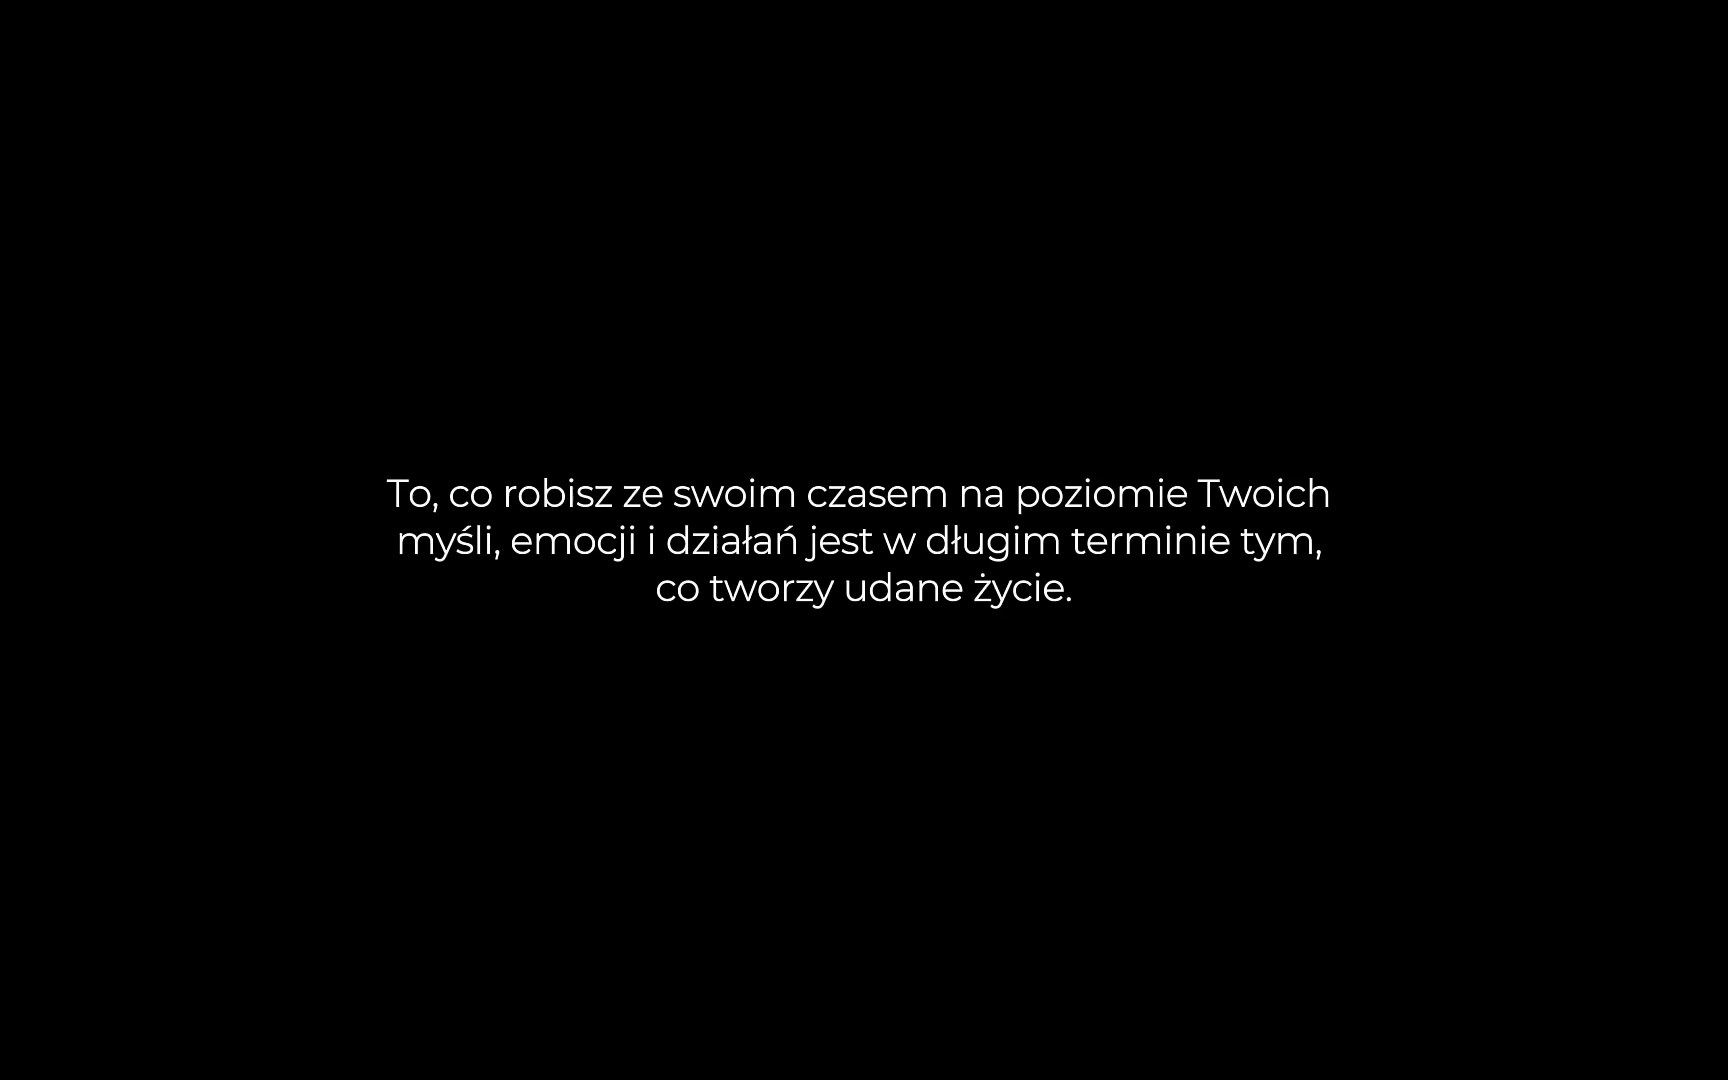 To, co robisz ze swoim czasem na poziomie Twoich
myśli, emocji i działań jest w długim terminie tym,
co tworzy udane życie.